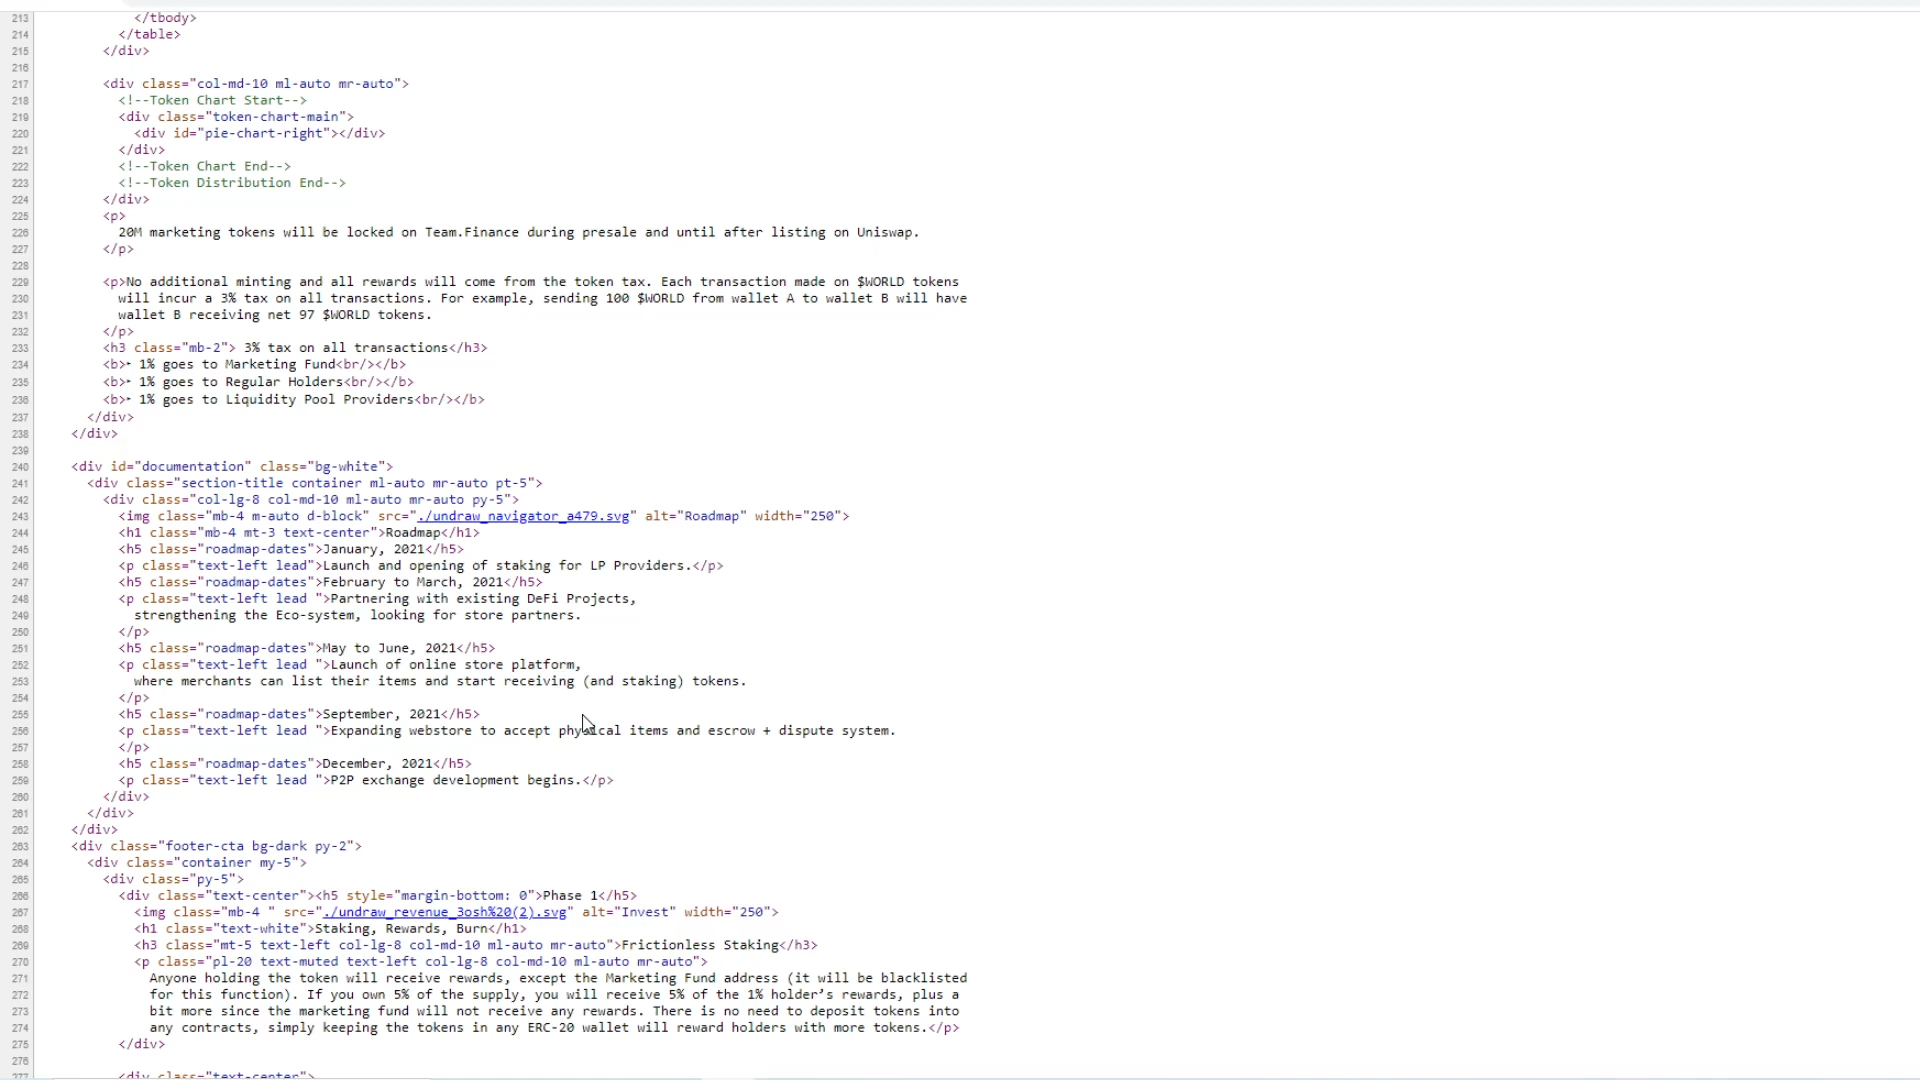 213 </tbody>
214 </table>
215 </div>
216
217 <div class="col-md-10 ml-auto mr-auto">
218 <!--Token Chart Start-->
219 <div class="token-chart-main">
220 <div id="pie-chart-right"></div>
221 </div>
222 <!--Token Chart End-->
223 <!--Token Distribution End-->
224 </div>
225 <p>
226 20M marketing tokens will be locked on Team.Finance during presale and until after listing on Uniswap.
227 </p>
228
229 <p>No additional minting and all rewards will come from the token tax. Each transaction made on $WORLD tokens
230 will incur a 3% tax on all transactions. For example, sending 100 $WORLD from wallet A to wallet B will have
231 wallet B receiving net 97 $WORLD tokens.
232 </p>
233 <h3 class="mb-2"> 3% tax on all transactions</h3>
234 <b>‣ 1% goes to Marketing Fund<br/></b>
235 <b>‣ 1% goes to Regular Holders<br/></b>
236 <b>‣ 1% goes to Liquidity Pool Providers<br/></b>
237 </div>
238 </div>
239
240 <div id="documentation" class="bg-white">
241 <div class="section-title container ml-auto mr-auto pt-5">
242 <div class="col-lg-8 col-md-10 ml-auto mr-auto py-5">
243 <img class="mb-4 m-auto d-block" src="./undraw_navigator_a479.svg" alt="Roadmap" width="250">
244 <h1 class="mb-4 mt-3 text-center">Roadmap</h1>
245 <h5 class="roadmap-dates">January, 2021</h5>
246 <p class="text-left lead">Launch and opening of staking for LP Providers.</p>
247 <h5 class="roadmap-dates">February to March, 2021</h5>
248 <p class="text-left lead ">Partnering with existing DeFi Projects,
249 strengthening the Eco-system, looking for store partners.
250 </p>
251 <h5 class="roadmap-dates">May to June, 2021</h5>
252 <p class="text-left lead ">Launch of online store platform,
253 where merchants can list their items and start receiving (and staking) tokens.
254 </p>
255 <h5 class="roadmap-dates">September, 2021</h5>
256 <p class="text-left lead ">Expanding webstore to accept physical items and escrow + dispute system.
257 </p>
258 <h5 class="roadmap-dates">December, 2021</h5>
259 <p class="text-left lead ">P2P exchange development begins.</p>
260 </div>
261 </div>
262 </div>
263 <div class="footer-cta bg-dark py-2">
264 <div class="container my-5">
265 <div class="py-5">
266 <div class="text-center"><h5 style="margin-bottom: 0">Phase 1</h5>
267 <img class="mb-4 " src="./undraw_revenue_3osh%20(2).svg" alt="Invest" width="250">
268 <h1 class="text-white">Staking, Rewards, Burn</h1>
269 <h3 class="mt-5 text-left col-lg-8 col-md-10 ml-auto mr-auto">Frictionless Staking</h3>
270 <p class="pl-20 text-muted text-left col-lg-8 col-md-10 ml-auto mr-auto">
271 Anyone holding the token will receive rewards, except the Marketing Fund address (it will be blacklisted
272 for this function). If you own 5% of the supply, you will receive 5% of the 1% holder’s rewards, plus a
273 bit more since the marketing fund will not receive any rewards. There is no need to deposit tokens into
274 any contracts, simply keeping the tokens in any ERC-20 wallet will reward holders with more tokens.</p>
275 </div>
276
277 <div class="text-center">